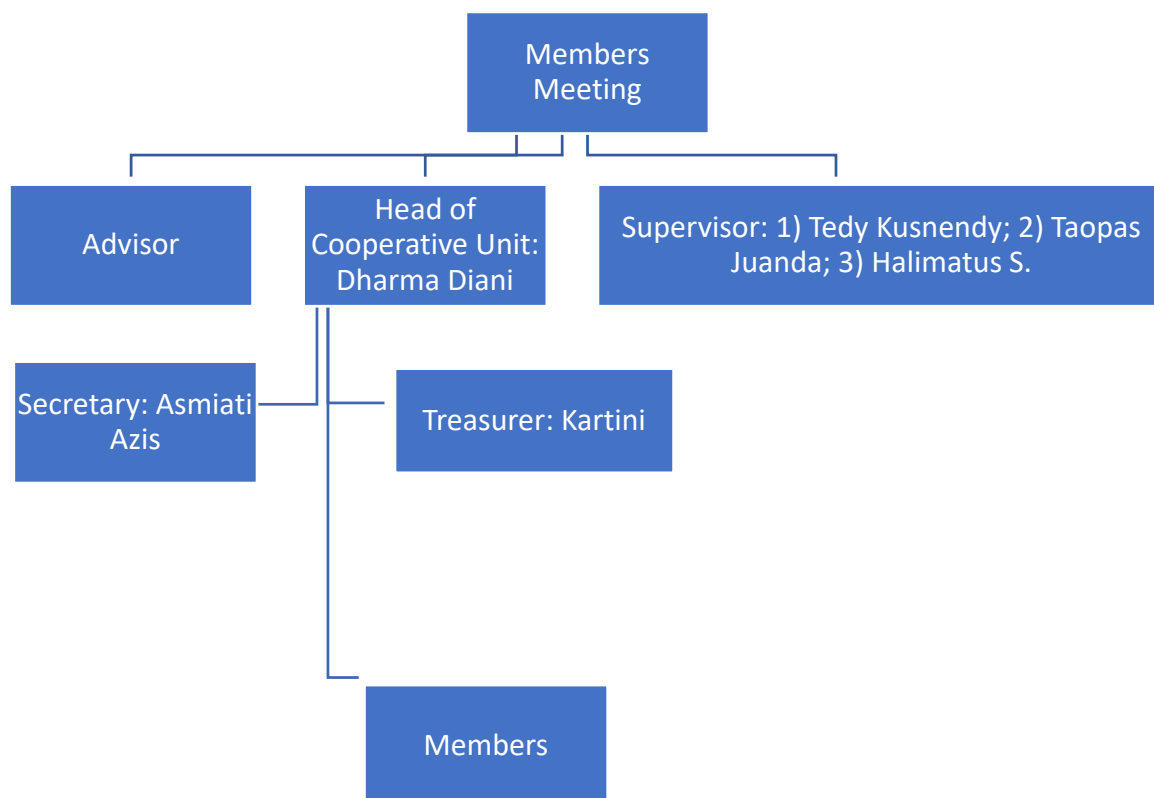 Members
Meeting
Advisor
Head of
Cooperative Unit:
Dharma Diani
Supervisor: 1) Tedy Kusnendy; 2) Taopas
Juanda; 3) Halimatus S.
Secretary: Asmiati
Azis
Treasurer: Kartini
Members